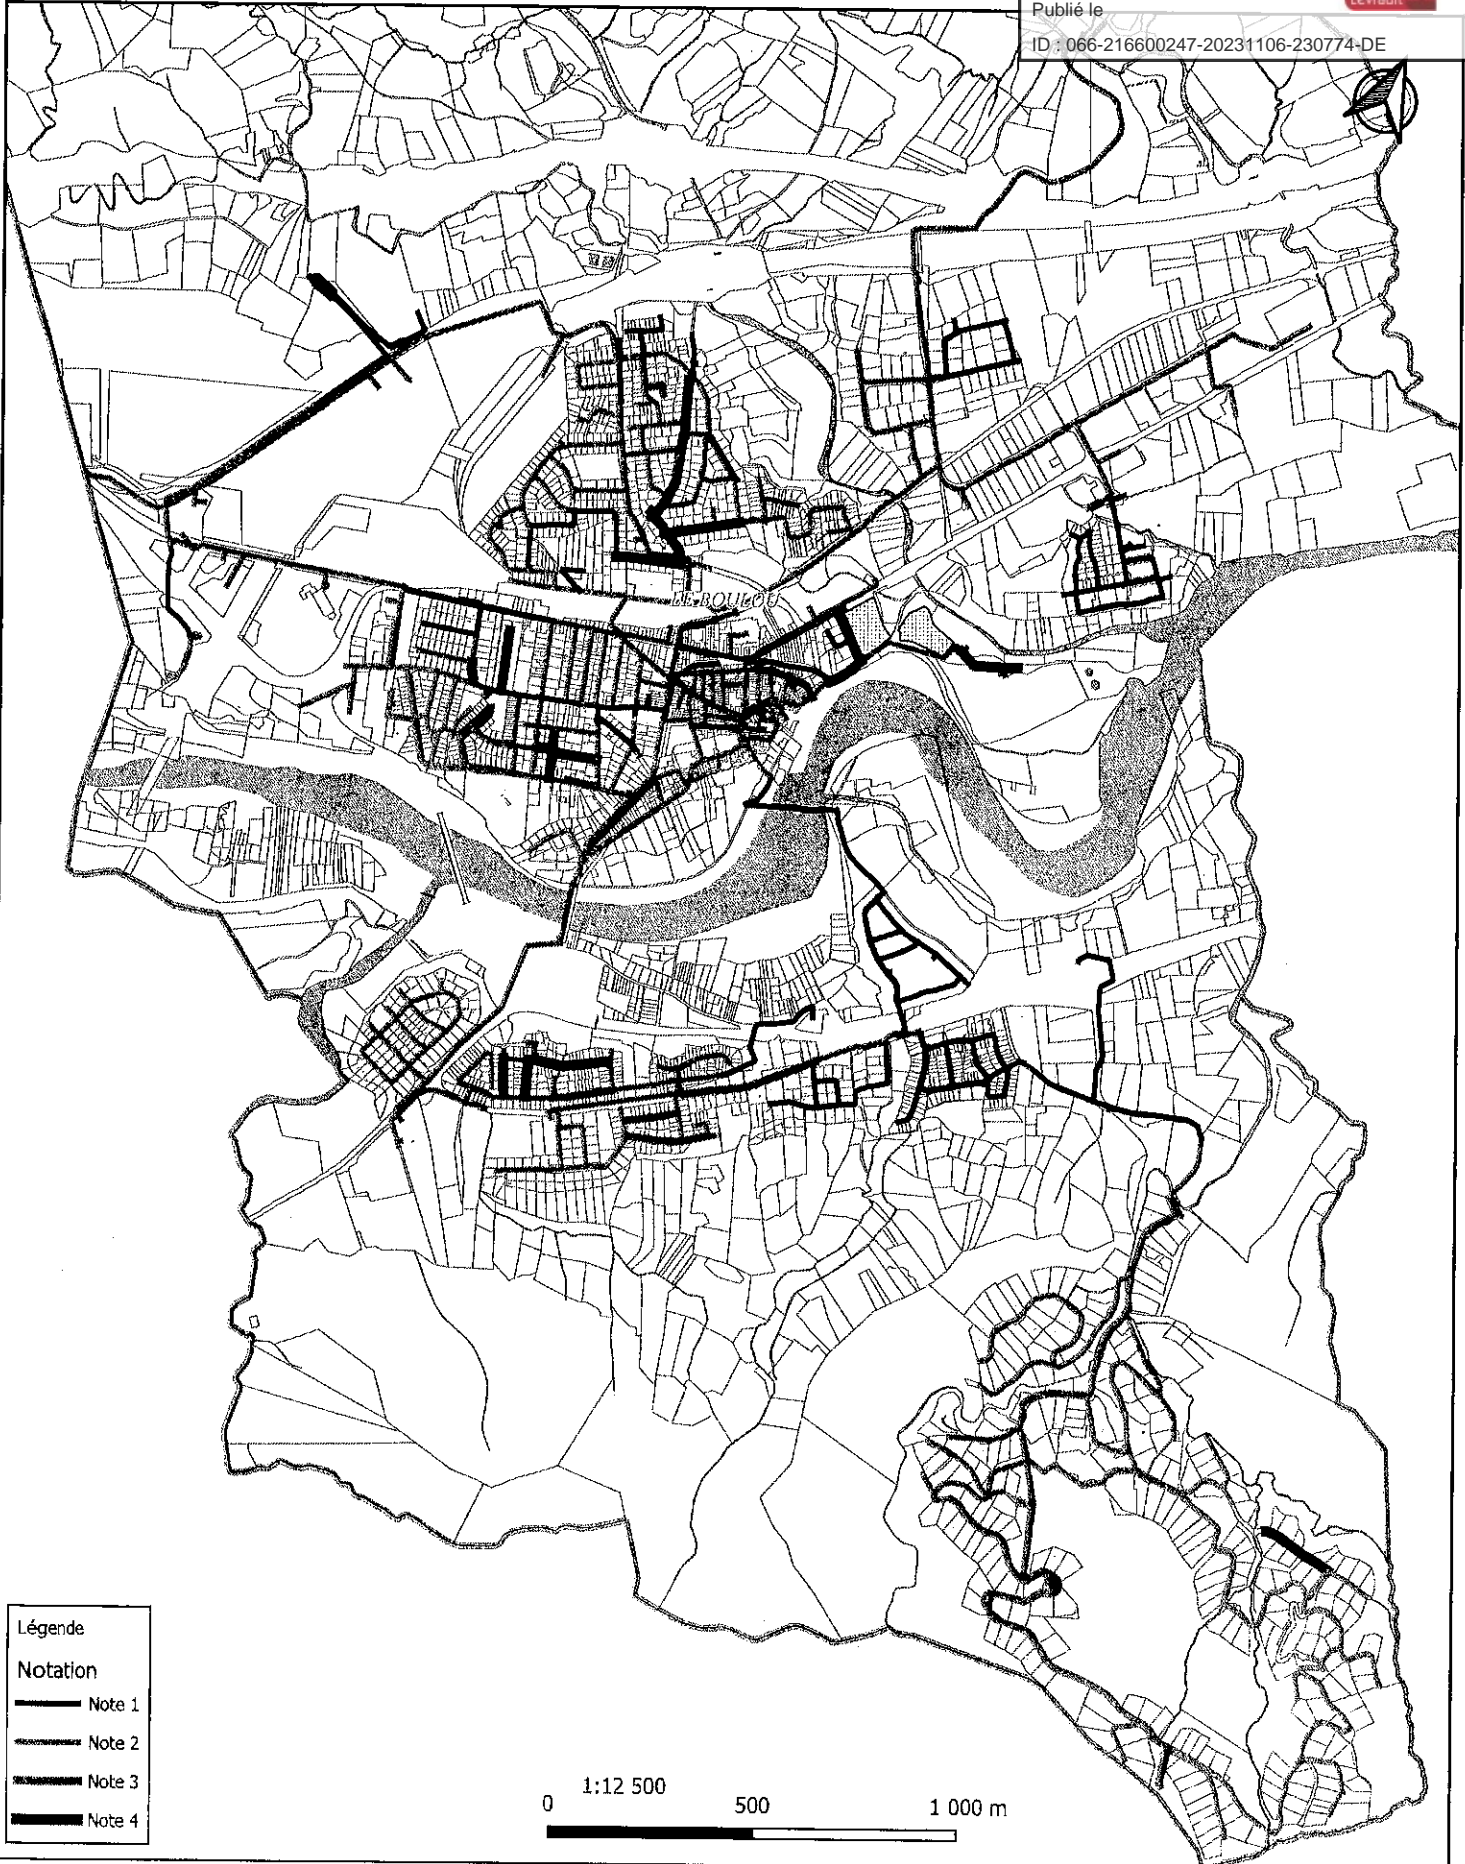 Publié le
ID : 066-216600247-20231106-230774-DE
LE BOULOU
Légende
Notation
Note 1
Note 2
Note 3
Note 4
1:12 500
0 500 1 000 m